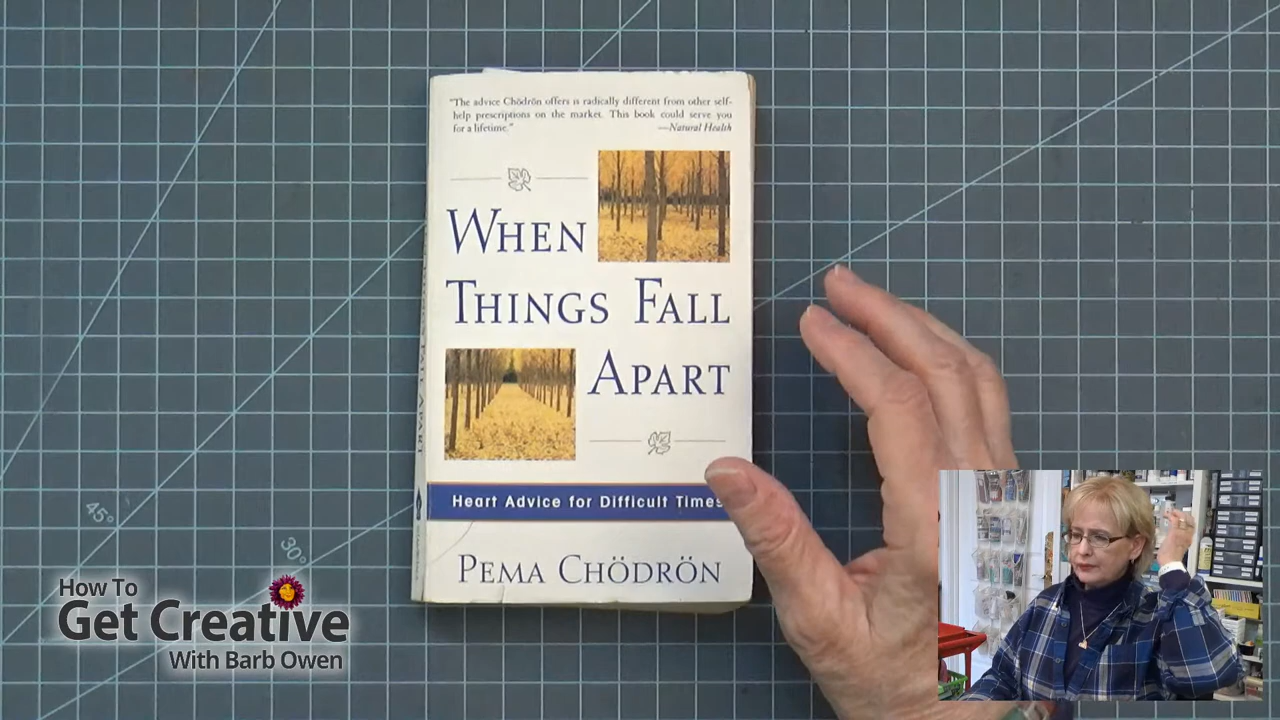 "The advice Chödrön offers is radically different from other self-
help prescriptions on the market. This book could serve you
for a lifetime."
—Natural Health
WHEN
THINGS FALL
APART
Heart Advice for Difficult Times
PEMA CHÖDRÖN
45°
30°
How To
Get Creative
With Barb Owen